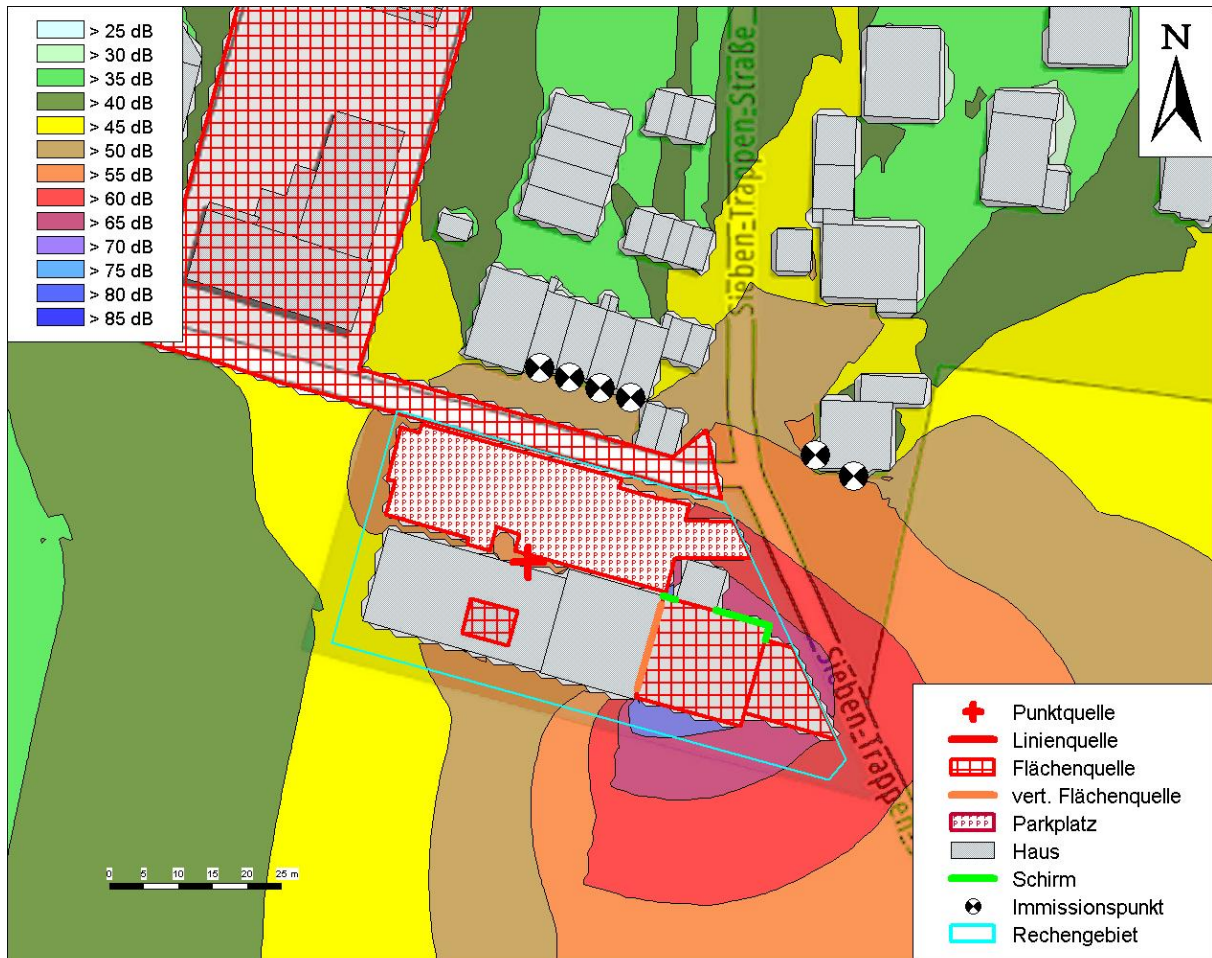 > 25 dB
> 30 dB
> 35 dB
> 40 dB
> 45 dB
> 50 dB
> 55 dB
> 60 dB
> 65 dB
> 70 dB
> 75 dB
> 80 dB
> 85 dB
N
Sieben-Trappen-Straße
Sieben-Trappen-S
0 5 10 15 20 25 m
Punktquelle
Linienquelle
Flächenquelle
vert. Flächenquelle
PPPPP Parkplatz
Haus
Schirm
Immissionspunkt
Rechengebiet